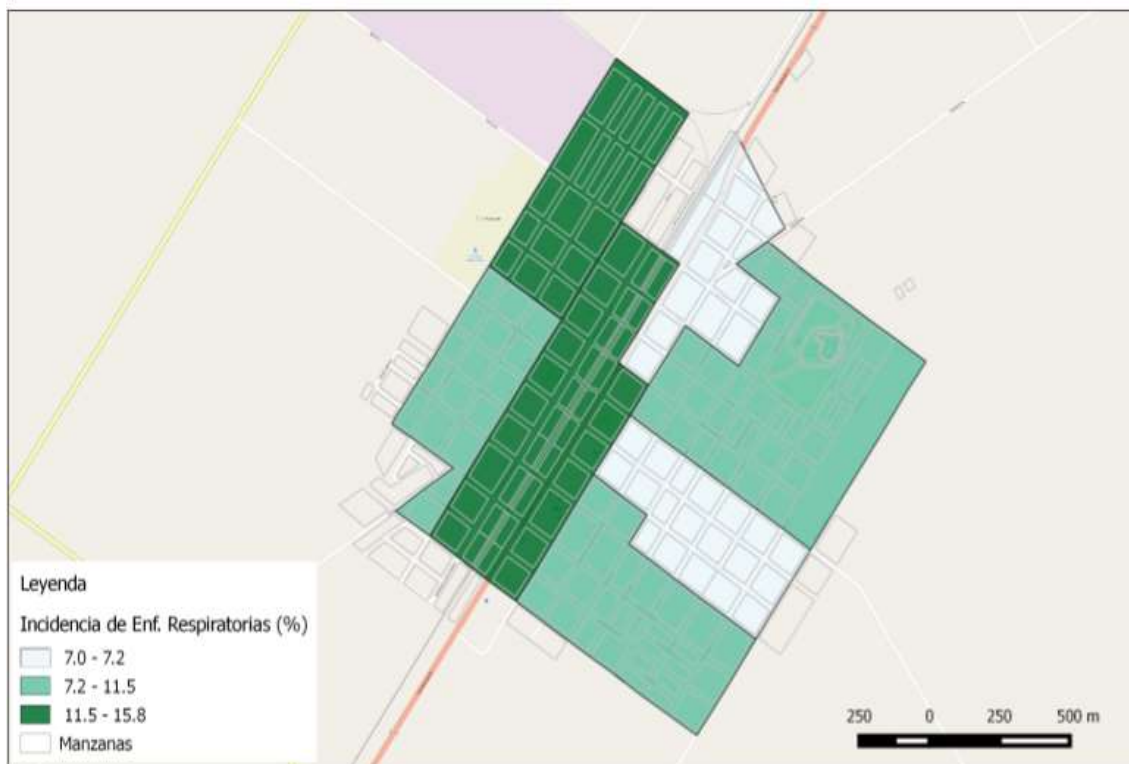 Leyenda
Incidencia de Enf. Respiratorias (%)
7.0 - 7.2
7.2 - 11.5
11.5 - 15.8
Manzanas
250 0 250 500 m